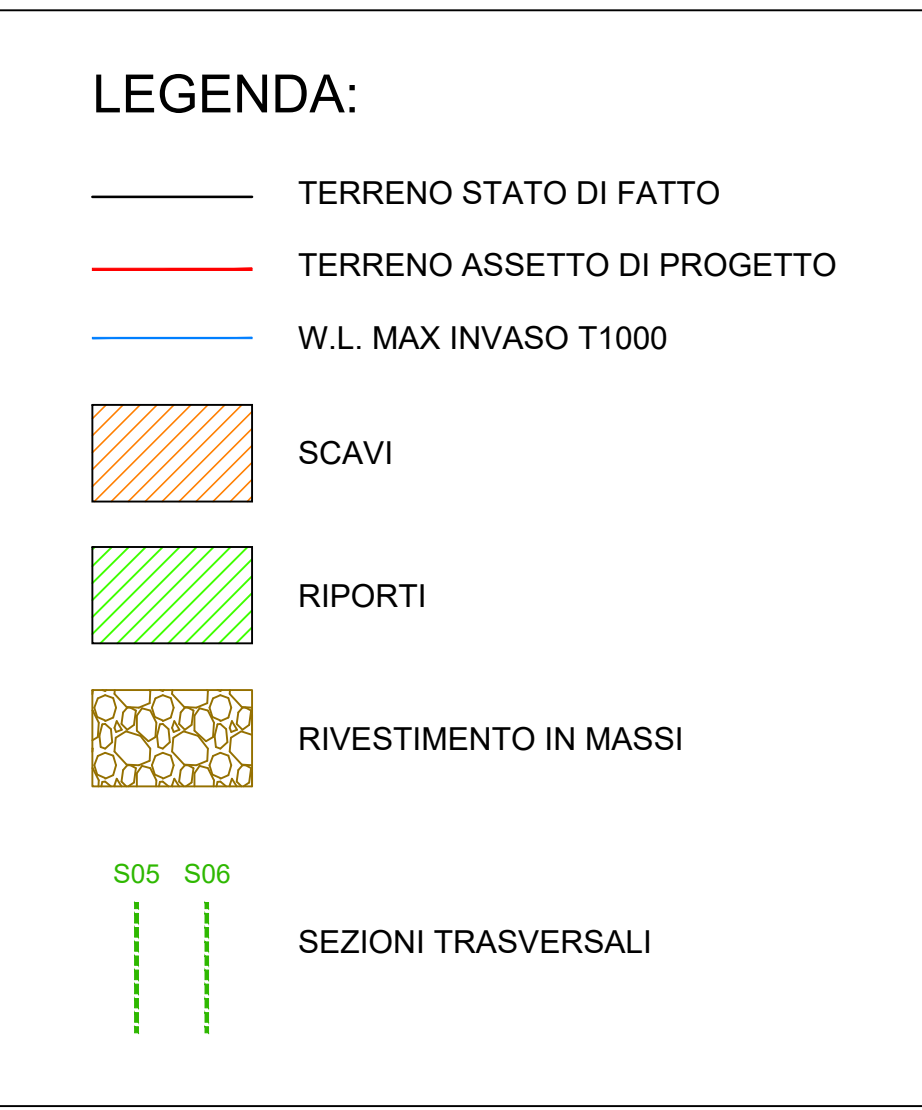 LEGENDA:
TERRENO STATO DI FATTO
TERRENO ASSETTO DI PROGETTO
W.L. MAX INVASO T1000
SCAVI
RIPORTI
RIVESTIMENTO IN MASSI
S05 S06
SEZIONI TRASVERSALI